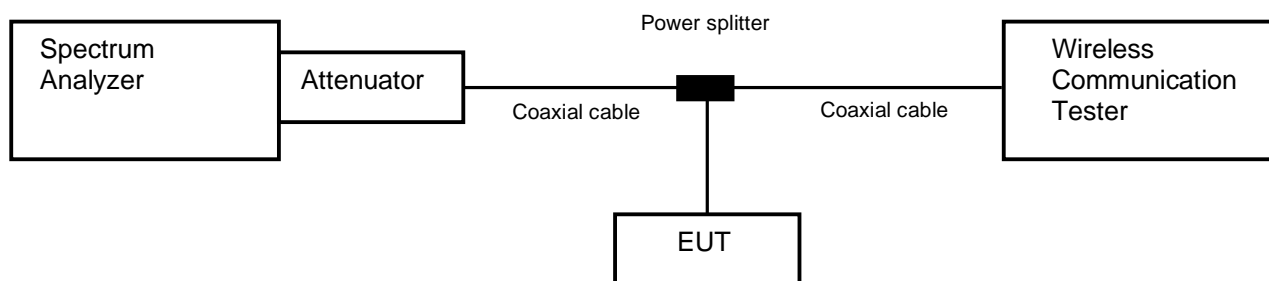 Power splitter
Spectrum
Analyzer
Attenuator
Coaxial cable
Coaxial cable
Wireless
Communication
Tester
EUT